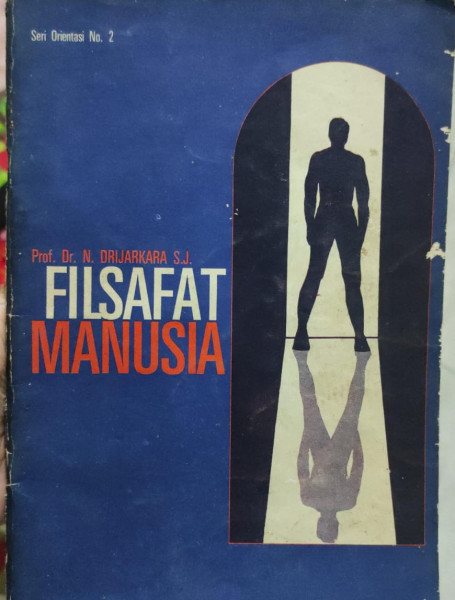 Seri Orientasi No. 2
Prof. Dr. N. DRIJARKARA S.J.
FILSAFAT
MANUSIA